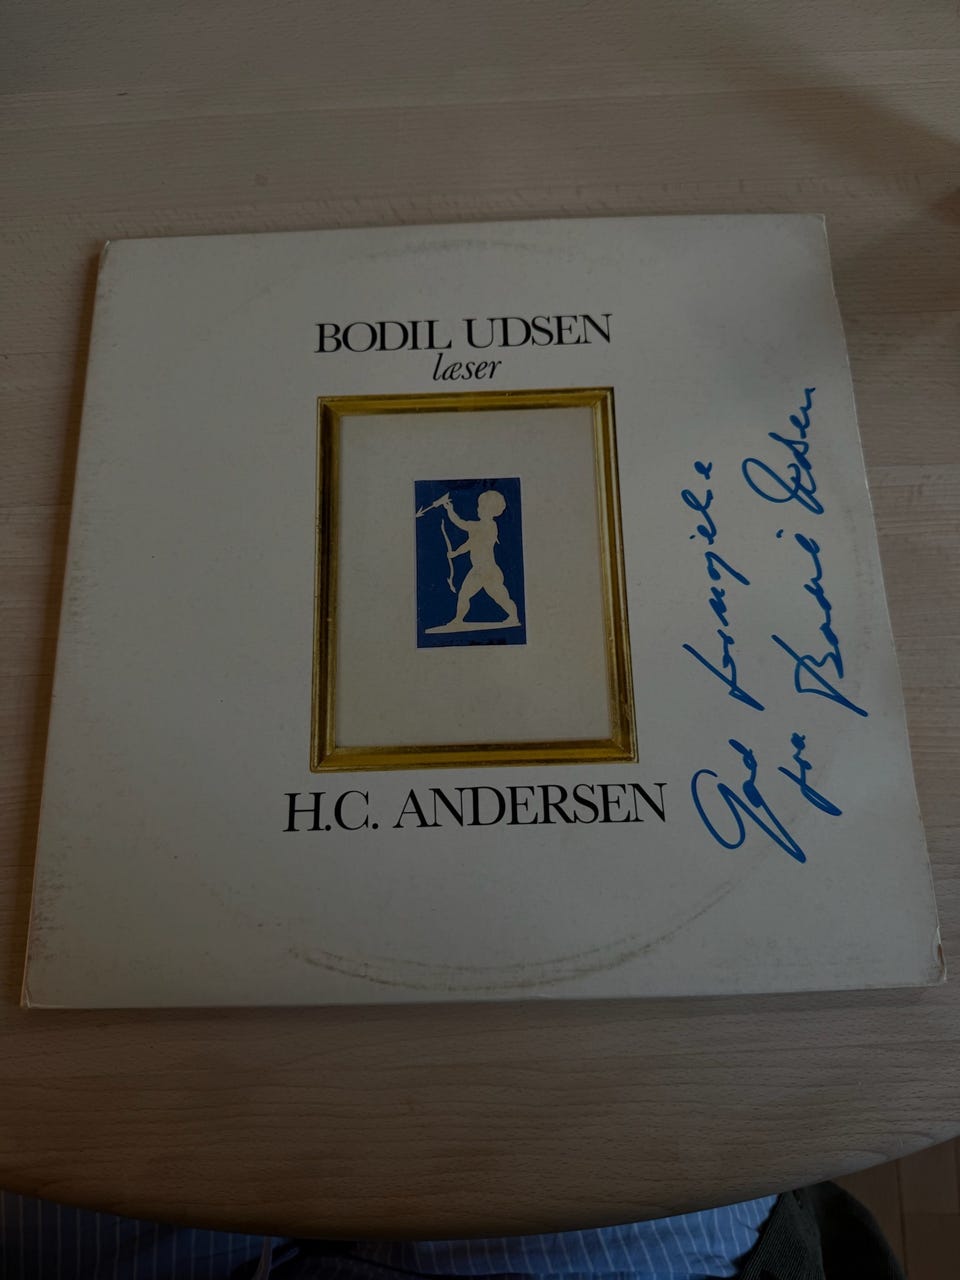 BODIL UDSEN
læser
H.C. ANDERSEN
God fornøjelse
fra Bodil Udsen